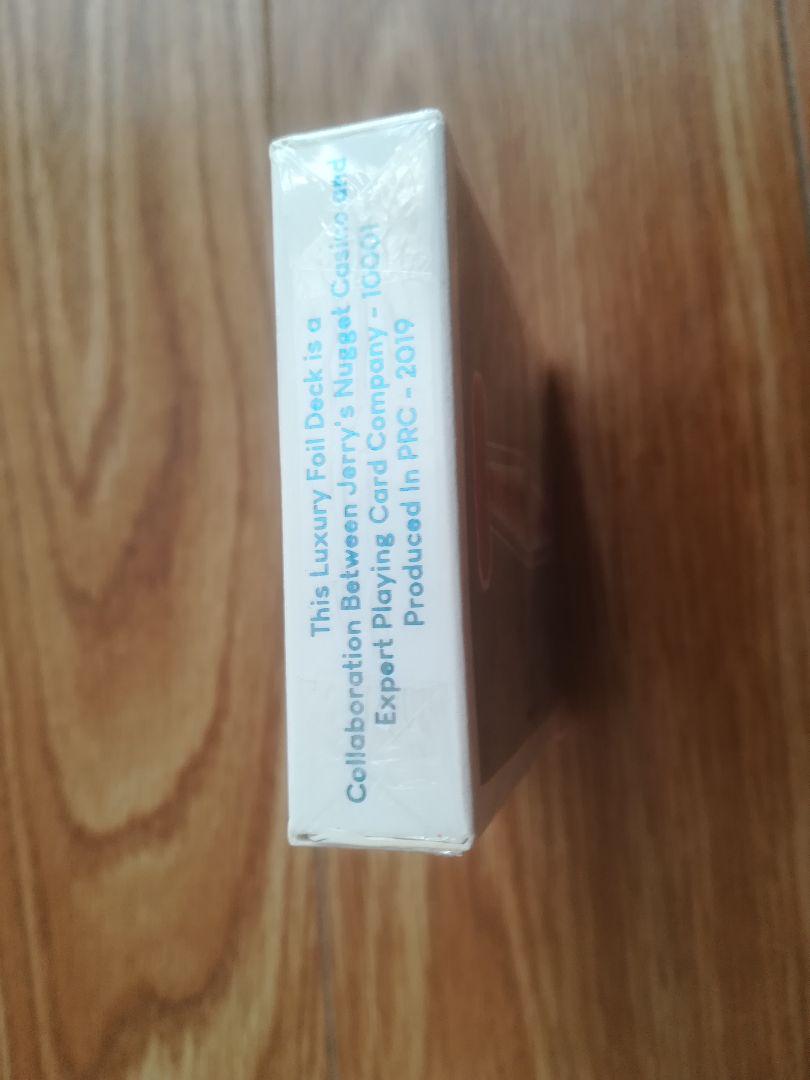 This Luxury Foil Deck is a
Collaboration Between Jerry's Nugget Casino and
Expert Playing Card Company - 10001
Produced In PRC - 2019